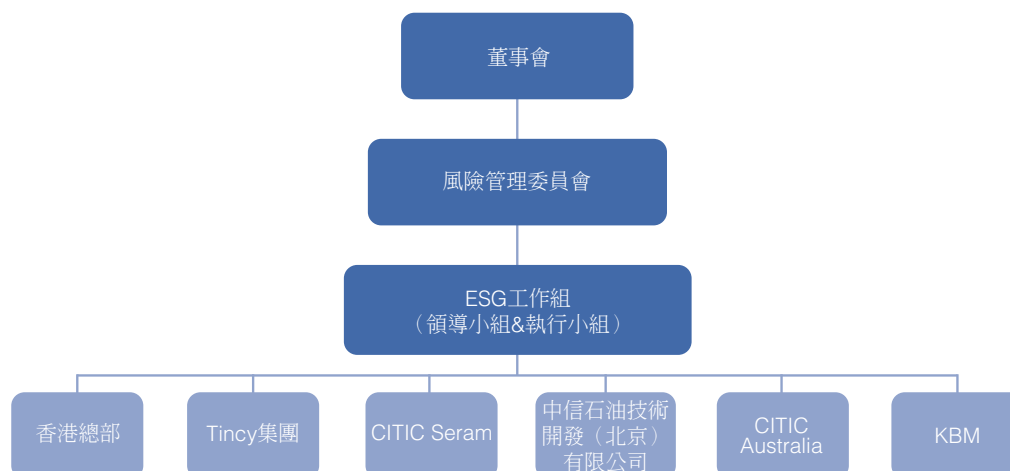 董事會
風險管理委員會
ESG工作組
（領導小組&執行小組）
香港總部
Tincy集團
CITIC Seram
中信石油技術
開發（北京）
有限公司
CITIC
Australia
KBM